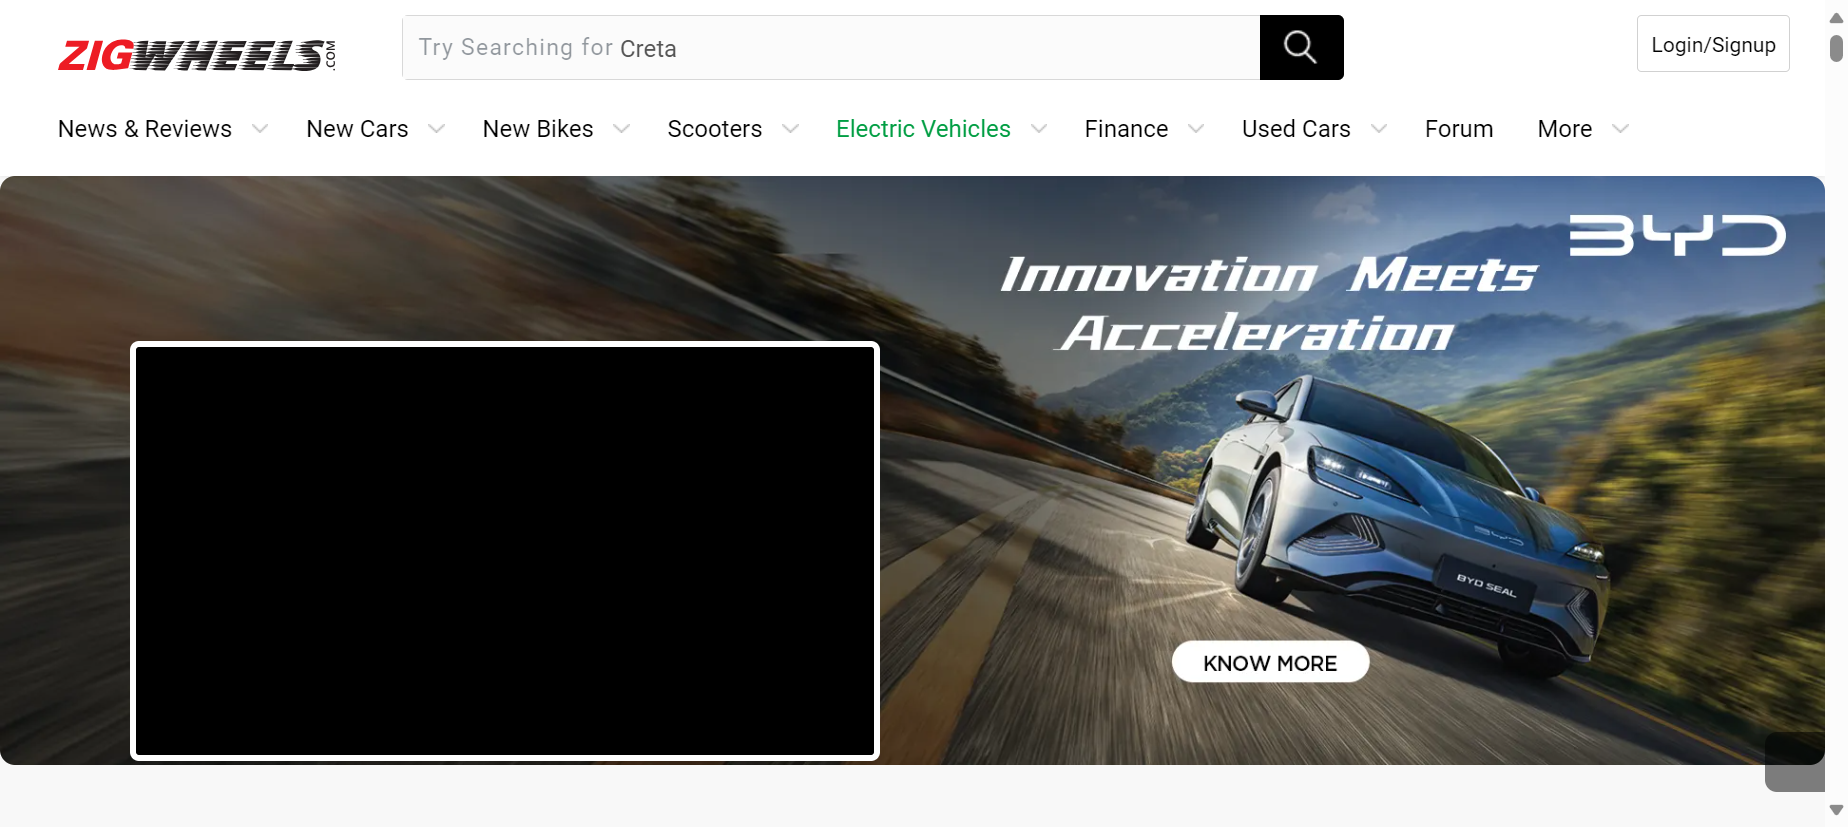 ZIGWHEELS.COM
Try Searching for Creta
Login/Signup
News & Reviews
New Cars
New Bikes
Scooters
Electric Vehicles
Finance
Used Cars
Forum
More
BYD
Innovation Meets
Acceleration
BYD
BYD SEAL
KNOW MORE